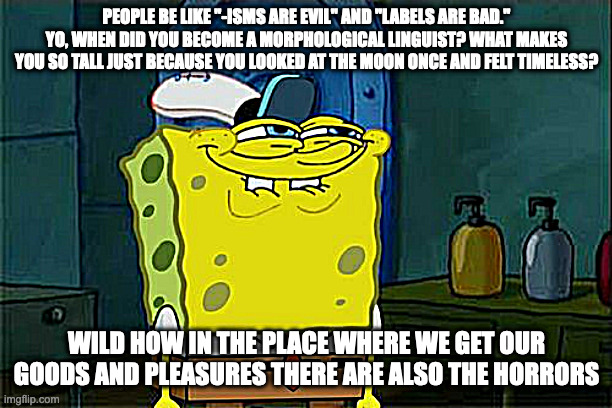 PEOPLE BE LIKE "-ISMS ARE EVIL" AND "LABELS ARE BAD."
YO, WHEN DID YOU BECOME A MORPHOLOGICAL LINGUIST? WHAT MAKES
YOU SO TALL JUST BECAUSE YOU LOOKED AT THE MOON ONCE AND FELT TIMELESS?
WILD HOW IN THE PLACE WHERE WE GET OUR
GOODS AND PLEASURES THERE ARE ALSO THE HORRORS
imgflip.com